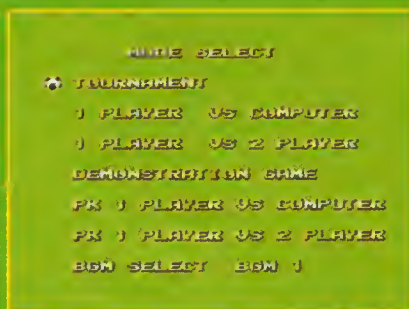 MODE SELECT
TOURNAMENT
1 PLAYER VS COMPUTER
1 PLAYER VS 2 PLAYER
DEMONSTRATION GAME
PK 1 PLAYER VS COMPUTER
PK 1 PLAYER VS 2 PLAYER
BGM SELECT BGM 1